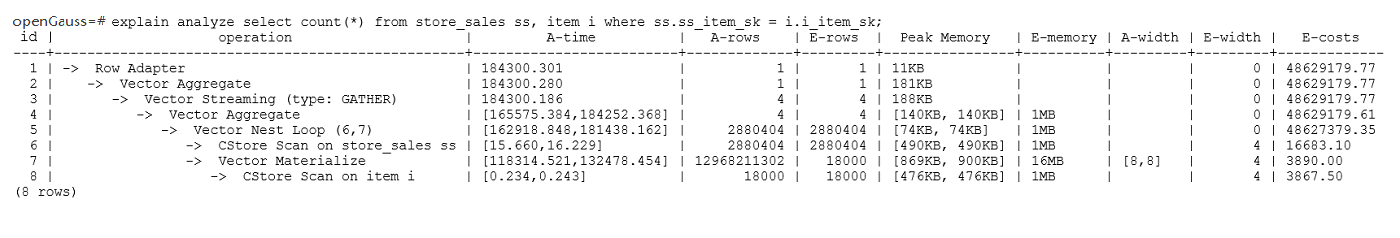 openGauss=# explain analyze select count(*) from store_sales ss, item i where ss.ss_item_sk = i.i_item_sk;
 id |                   operation                    |         A-time          |   A-rows    | E-rows  |  Peak Memory   | E-memory | A-width | E-width |   E-costs
----+------------------------------------------------+-------------------------+-------------+---------+----------------+----------+---------+---------+-------------
  1 | ->  Row Adapter                                | 184300.301              |           1 |       1 | 11KB           |          |         |       0 | 48629179.77
  2 |    ->  Vector Aggregate                        | 184300.280              |           1 |       1 | 181KB          |          |         |       0 | 48629179.77
  3 |       ->  Vector Streaming (type: GATHER)      | 184300.186              |           4 |       4 | 188KB          |          |         |       0 | 48629179.77
  4 |          ->  Vector Aggregate                  | [165575.384,184252.368] |           4 |       4 | [140KB, 140KB] | 1MB      |         |       0 | 48629179.61
  5 |             ->  Vector Nest Loop (6,7)         | [162918.848,181438.162] |     2880404 | 2880404 | [74KB, 74KB]   | 1MB      |         |       0 | 48627379.35
  6 |                ->  CStore Scan on store_sales ss | [15.660,16.229]         |     2880404 | 2880404 | [490KB, 490KB] | 1MB      |         |       4 | 16683.10
  7 |                ->  Vector Materialize          | [118314.521,132478.454] | 12968211302 |   18000 | [869KB, 900KB] | 16MB     | [8,8]   |       4 | 3890.00
  8 |                   ->  CStore Scan on item i    | [0.234,0.243]           |       18000 |   18000 | [476KB, 476KB] | 1MB      |         |       4 | 3867.50
(8 rows)